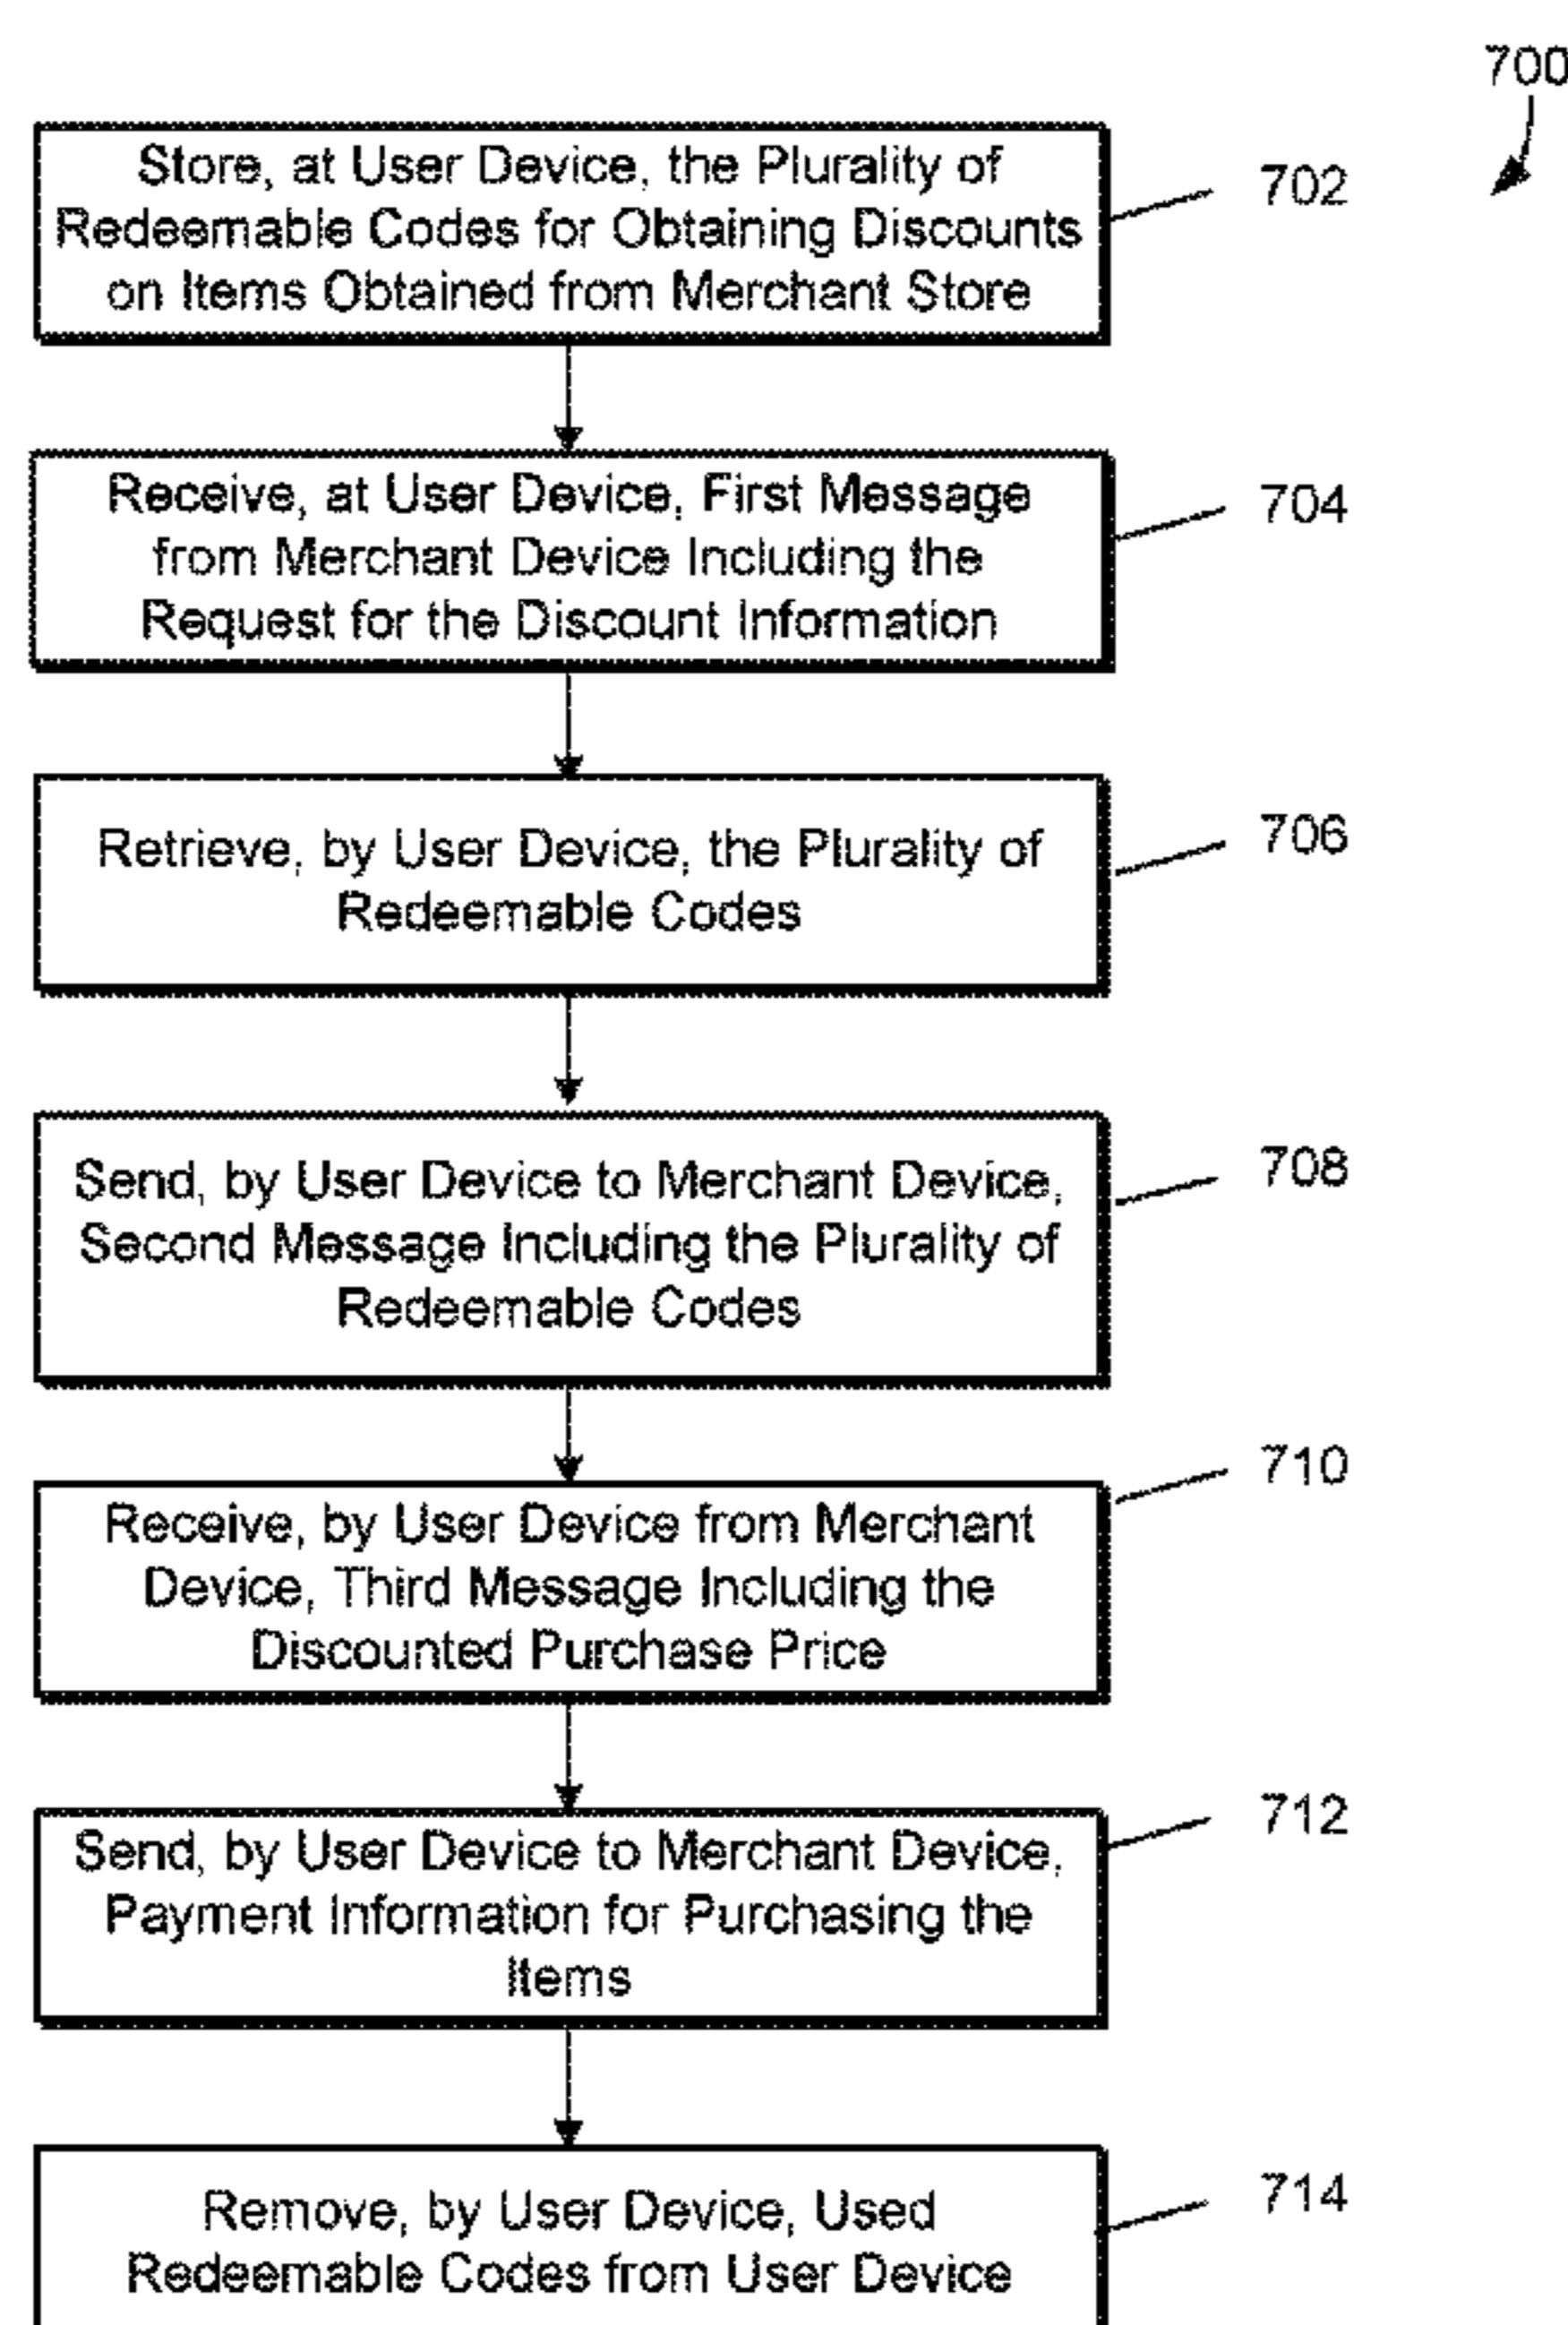 700
Store, at User Device, the Plurality of
Redeemable Codes for Obtaining Discounts
on Items Obtained from Merchant Store
702
Receive, at User Device, First Message
from Merchant Device Including the
Request for the Discount Information
704
Retrieve, by User Device, the Plurality of
Redeemable Codes
706
Send, by User Device to Merchant Device,
Second Message Including the Plurality of
Redeemable Codes
708
Receive, by User Device from Merchant
Device, Third Message Including the
Discounted Purchase Price
710
Send, by User Device to Merchant Device,
Payment Information for Purchasing the
Items
712
Remove, by User Device, Used
Redeemable Codes from User Device
714